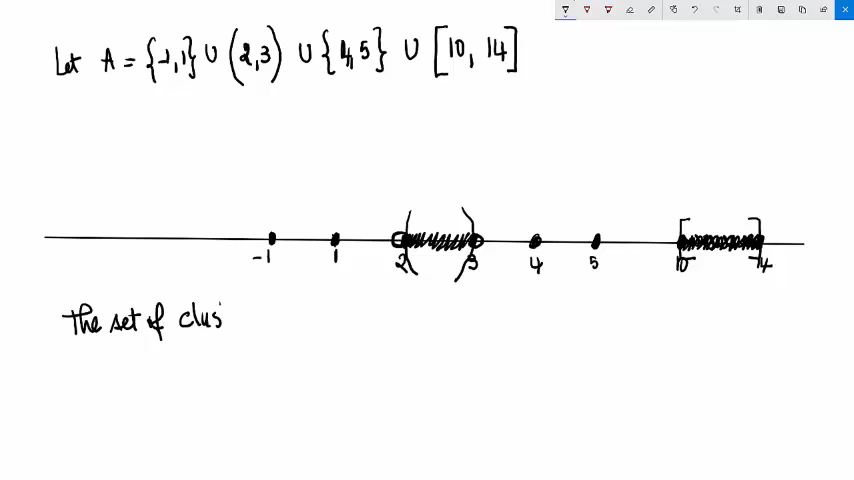 Let A = {-1, 1} ∪ (2,3) ∪ {4, 5} ∪ [10, 14]
-1 1 2 3 4 5 10 14
The set of clus